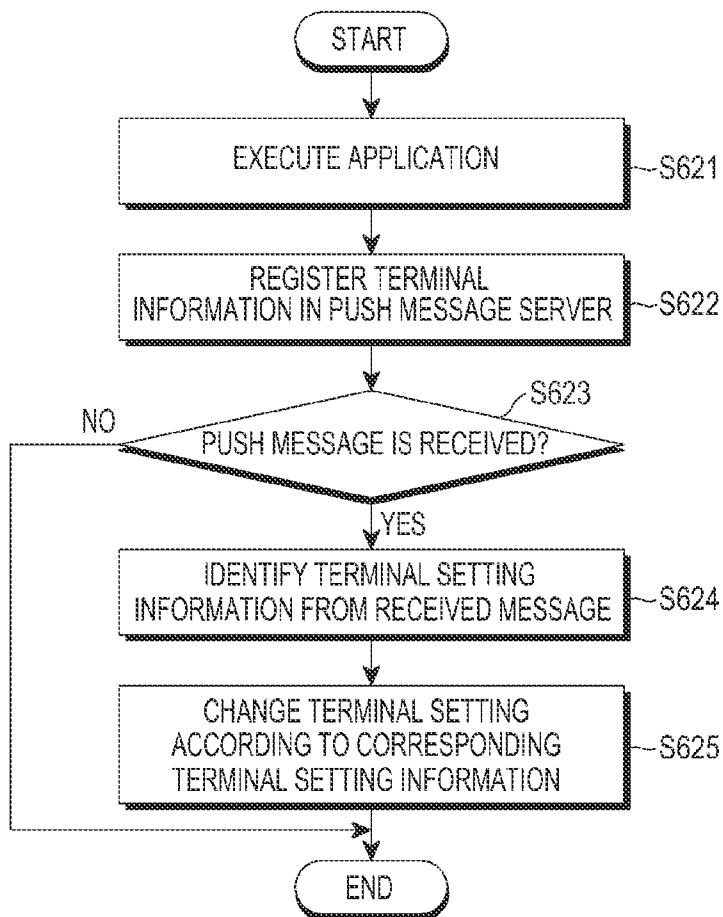 START
EXECUTE APPLICATION
S621
REGISTER TERMINAL
INFORMATION IN PUSH MESSAGE SERVER
S622
S623
NO
PUSH MESSAGE IS RECEIVED?
YES
IDENTIFY TERMINAL SETTING
INFORMATION FROM RECEIVED MESSAGE
S624
CHANGE TERMINAL SETTING
ACCORDING TO CORRESPONDING
TERMINAL SETTING INFORMATION
S625
END